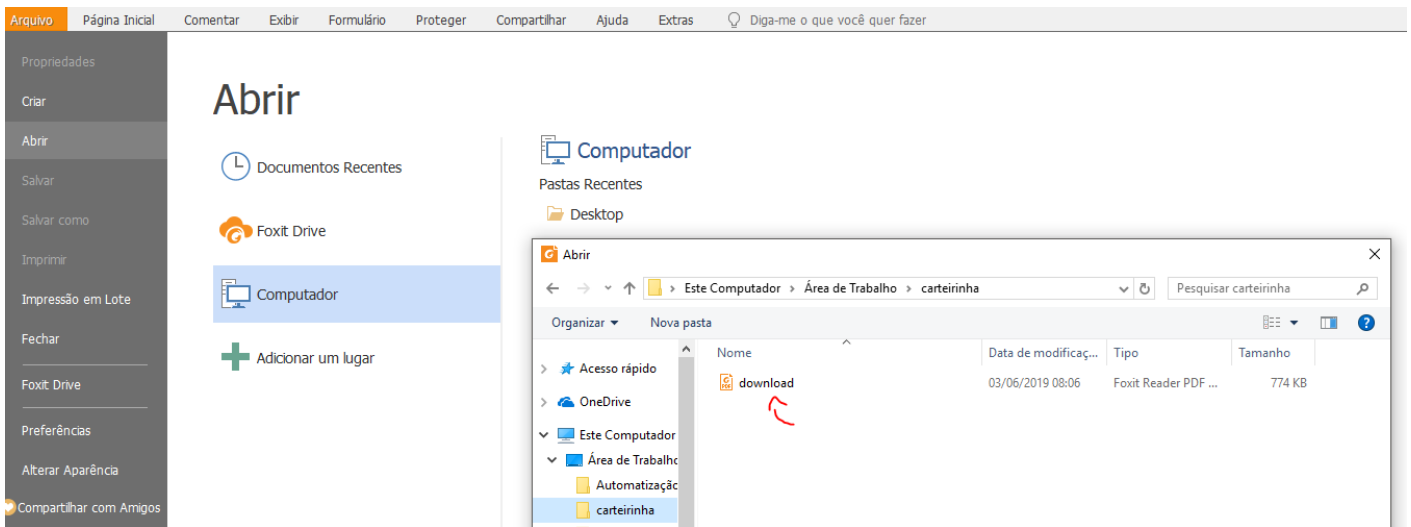 Arquivo Página Inicial Comentar Exibir Formulário Proteger Compartilhar Ajuda Extras Diga-me o que você quer fazer
Propriedades
Criar
Abrir
Salvar
Salvar como
Imprimir
Impressão em Lote
Fechar
Foxit Drive
Preferências
Alterar Aparência
Compartilhar com Amigos
Abrir
Documentos Recentes
Foxit Drive
Computador
Adicionar um lugar
Computador
Pastas Recentes
Desktop
Abrir
Este Computador > Área de Trabalho > carteirinha
Pesquisar carteirinha
Organizar Nova pasta
Acesso rápido
OneDrive
Este Computador
Área de Trabalho
Automatização
carteirinha
Nome Data de modificaç... Tipo Tamanho
download 03/06/2019 08:06 Foxit Reader PDF ... 774 KB